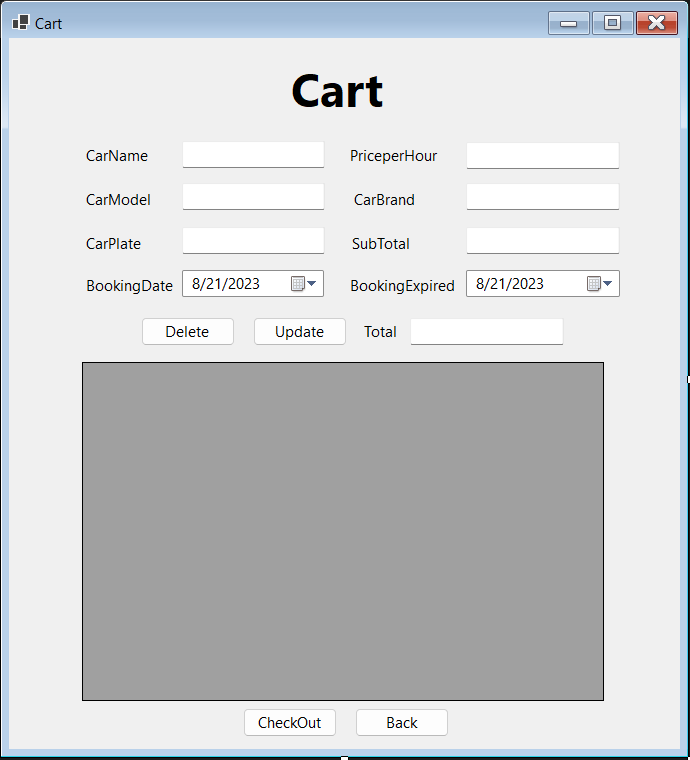 Cart
Cart
CarName PriceperHour
CarModel CarBrand
CarPlate SubTotal
BookingDate 8/21/2023 BookingExpired 8/21/2023
Delete Update Total
CheckOut Back